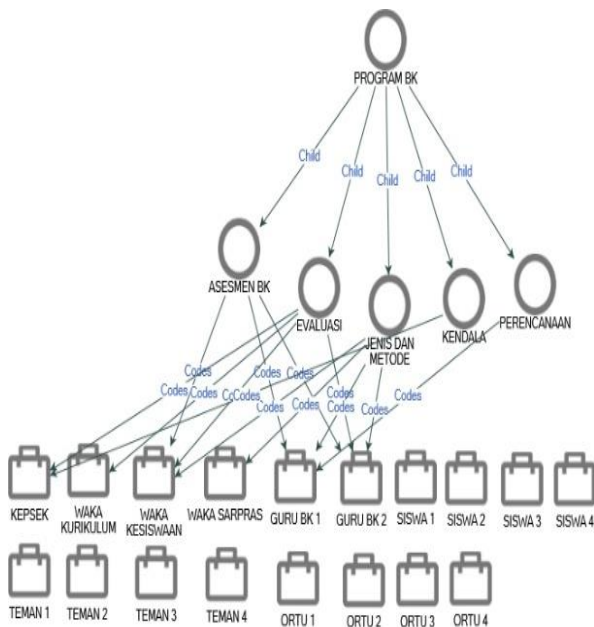 PROGRAM BK
Child
Child
Child
Child
Child
ASESMEN BK
EVALUASI
JENIS DAN
METODE
KENDALA
PERENCANAAN
Codes
Codes
Codes
Codes
Codes
Codes
Codes
Codes
Codes
Codes
Codes
Codes
KEPSEK
WAKA
KURIKULUM
WAKA
KESISWAAN
WAKA SARPRAS
GURU BK 1
GURU BK 2
SISWA 1
SISWA 2
SISWA 3
SISWA 4
TEMAN 1
TEMAN 2
TEMAN 3
TEMAN 4
ORTU 1
ORTU 2
ORTU 3
ORTU 4